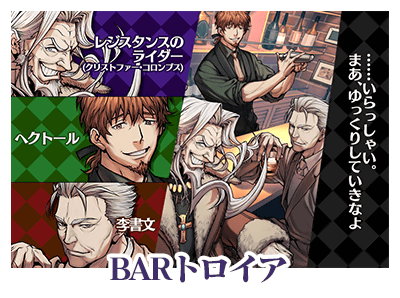 レジスタンスの
ライダー
(クリストファー・コロンブス)
ヘクトール
李書文
……いらっしゃい。
まあ、ゆっくりしていきなよ
BARトロイア